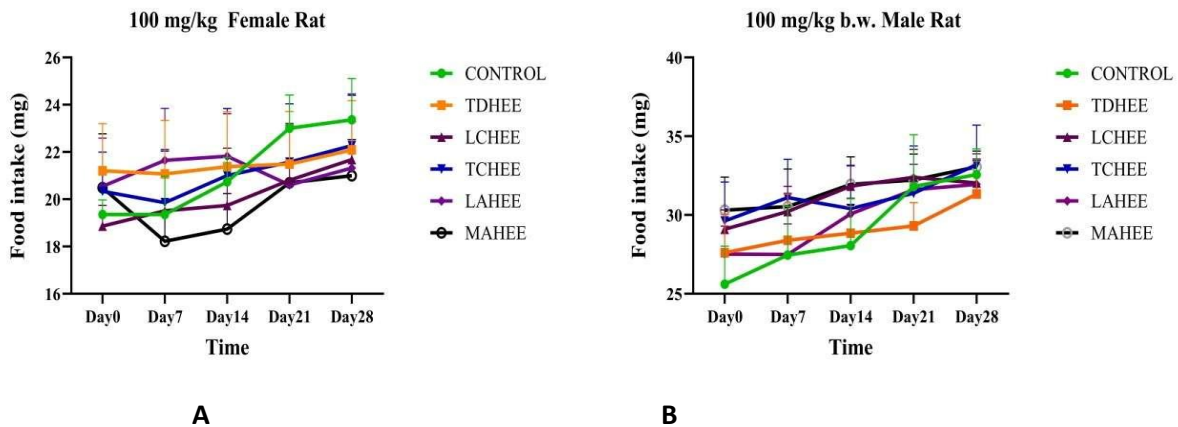 100 mg/kg  Female Rat
Food intake (mg)
26
24
22
20
18
16
Day0 Day7 Day14 Day21 Day28
Time
CONTROL
TDHEE
LCHEE
TCHEE
LAHEE
MAHEE
A
100 mg/kg b.w. Male Rat
Food intake (mg)
40
35
30
25
Day0 Day7 Day14 Day21 Day28
Time
CONTROL
TDHEE
LCHEE
TCHEE
LAHEE
MAHEE
B